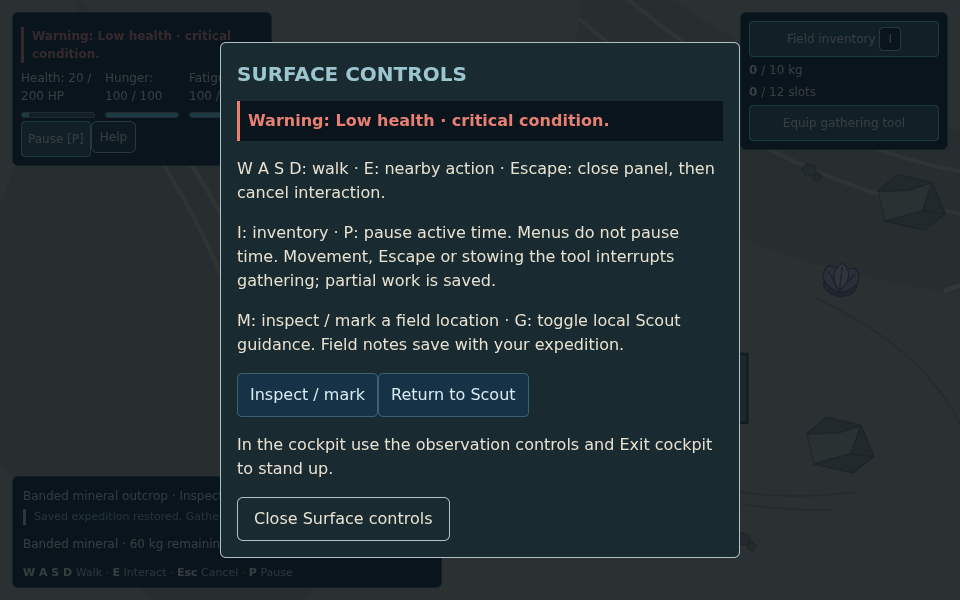 Warning: Low health · critical
condition.
Health: 20 /
200 HP
Hunger:
100 / 100
Fatig
100 /
Pause [P]
Help
Field inventory I
0 / 10 kg
0 / 12 slots
Equip gathering tool
SURFACE CONTROLS
Warning: Low health · critical condition.
W A S D: walk · E: nearby action · Escape: close panel, then
cancel interaction.
I: inventory · P: pause active time. Menus do not pause
time. Movement, Escape or stowing the tool interrupts
gathering; partial work is saved.
M: inspect / mark a field location · G: toggle local Scout
guidance. Field notes save with your expedition.
Inspect / mark
Return to Scout
In the cockpit use the observation controls and Exit cockpit
to stand up.
Close Surface controls
Banded mineral outcrop · Inspect
Saved expedition restored. Gathe
Banded mineral · 60 kg remainin
W A S D Walk · E Interact · Esc Cancel · P Pause